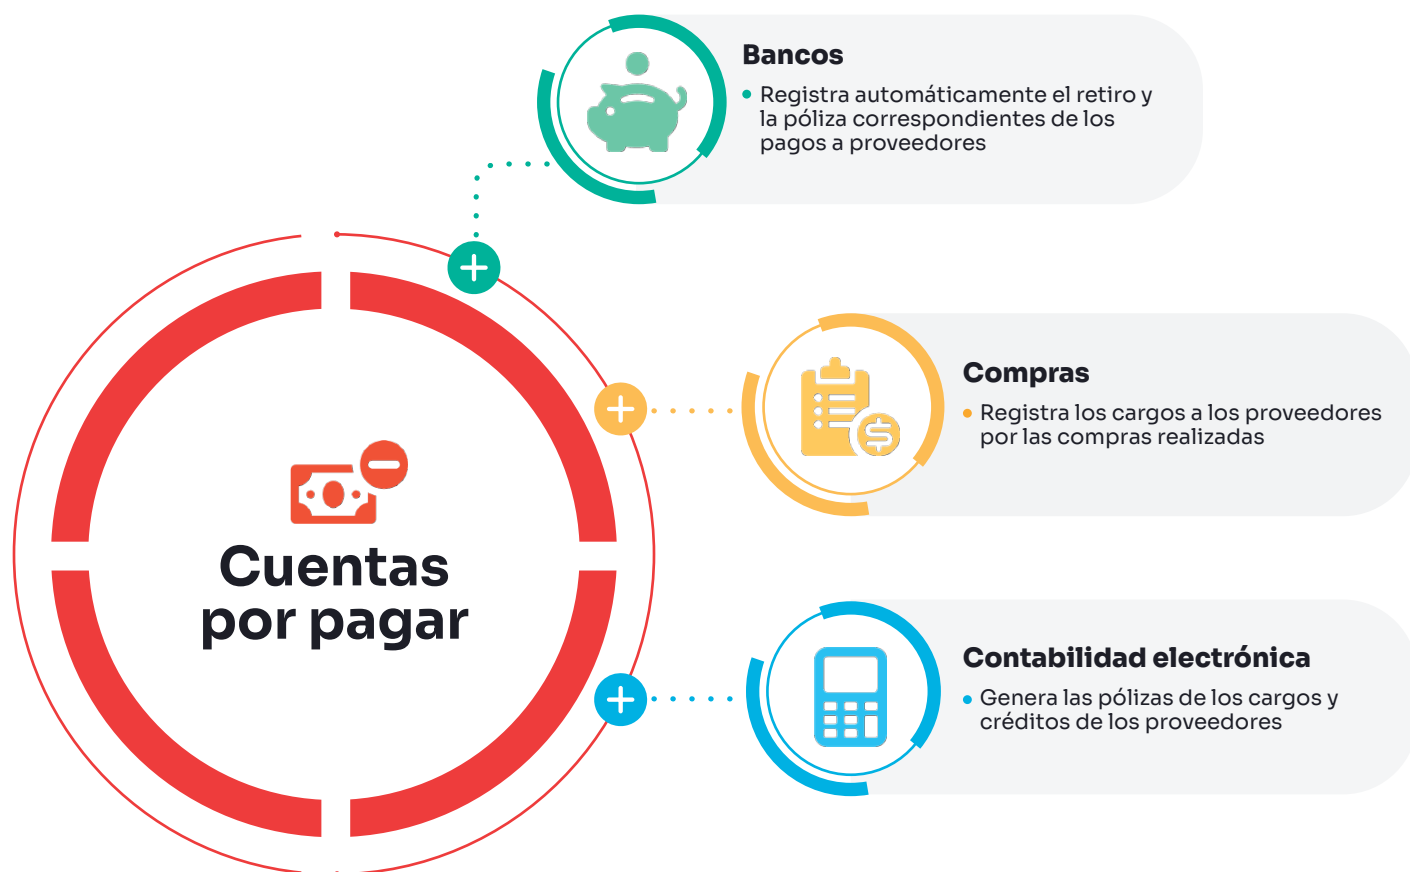 Bancos
• Registra automáticamente el retiro y
la póliza correspondientes de los
pagos a proveedores
Compras
• Registra los cargos a los proveedores
por las compras realizadas
Cuentas
por pagar
Contabilidad electrónica
• Genera las pólizas de los cargos y
créditos de los proveedores